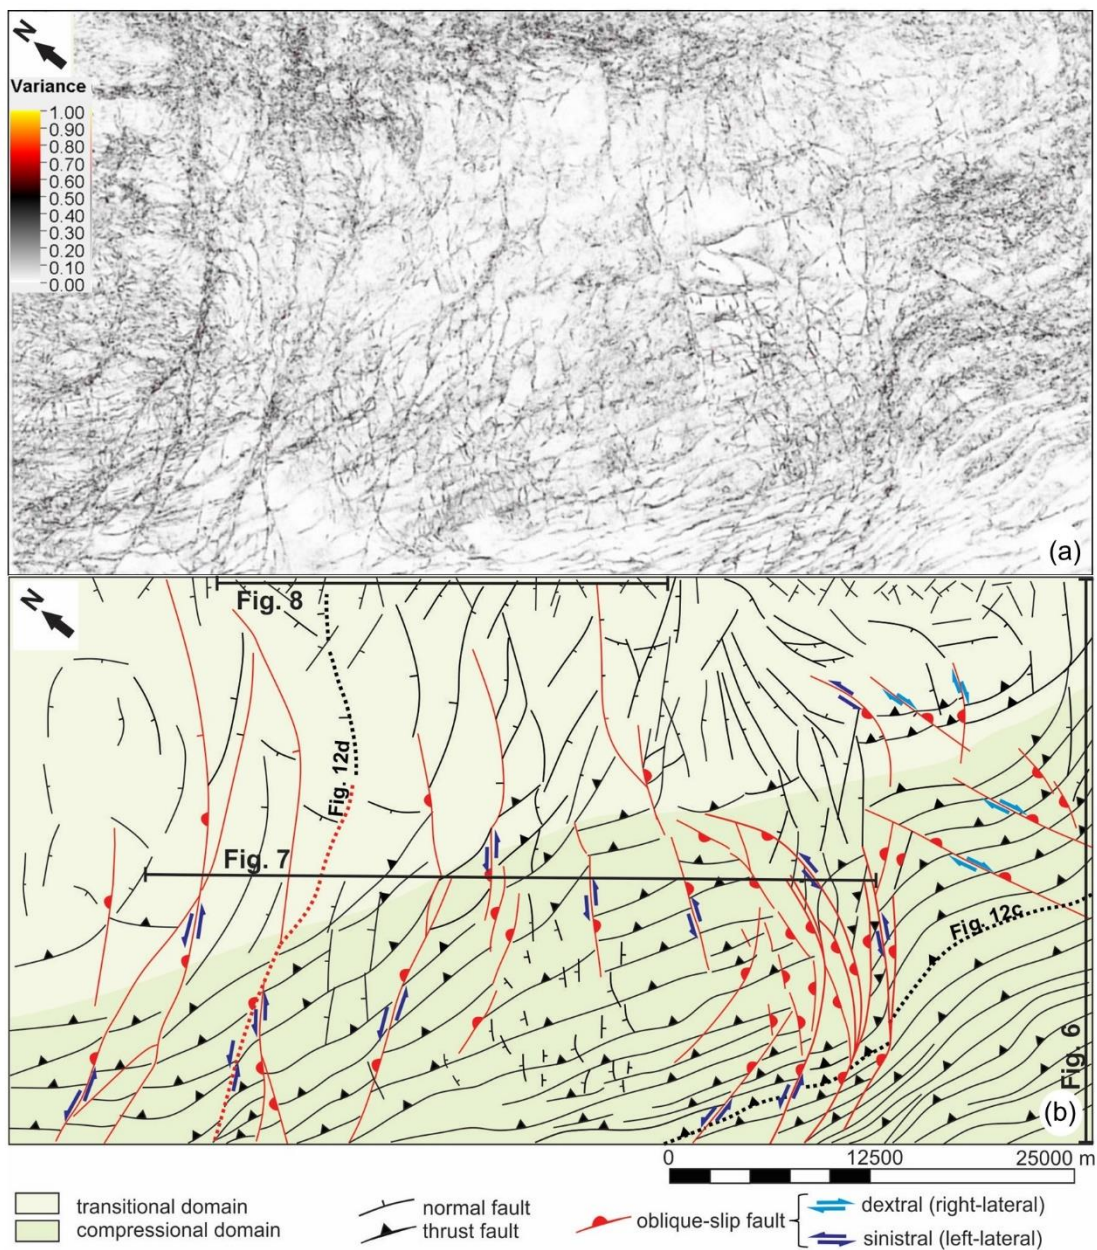 N
Variance
1.00
0.90
0.80
0.70
0.60
0.50
0.40
0.30
0.20
0.10
0.00
(a)
N
Fig. 8
Fig. 12d
Fig. 7
Fig. 12c
Fig. 6
(b)
0 12500 25000 m
transitional domain
compressional domain
normal fault
thrust fault
oblique-slip fault
dextral (right-lateral)
sinistral (left-lateral)